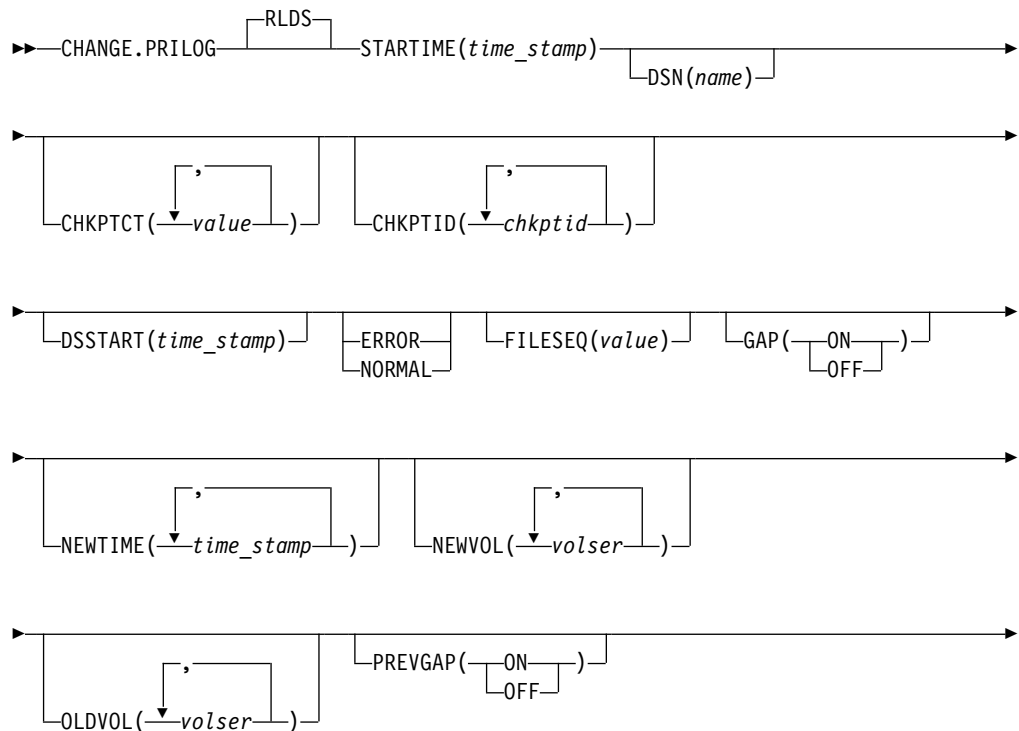 RLDS
CHANGE.PRILOG STARTIME(time_stamp)
DSN(name)
, ,
CHKPTCT( value ) CHKPTID( chkptid )
DSSTART(time_stamp) ERROR FILESEQ(value) GAP( ON )
NORMAL OFF
, ,
NEWTIME( time_stamp ) NEWVOL( volser )
, PREVGAP( ON )
OFF
OLDVOL( volser )